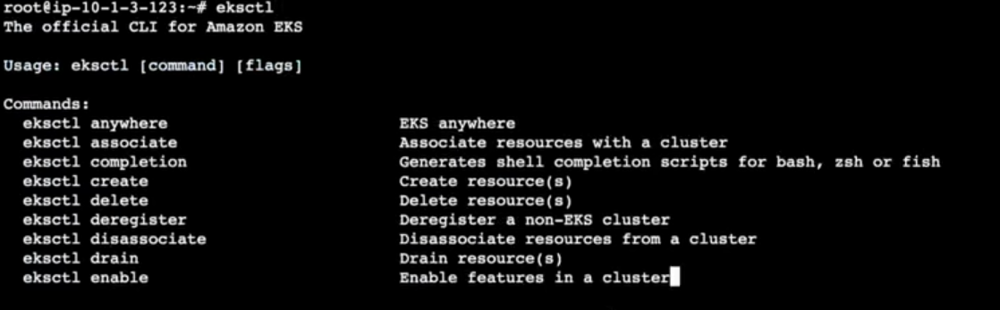 root@ip-10-1-3-123:~# eksctl
The official CLI for Amazon EKS
Usage: eksctl [command] [flags]
Commands:
eksctl anywhere EKS anywhere
eksctl associate Associate resources with a cluster
eksctl completion Generates shell completion scripts for bash, zsh or fish
eksctl create Create resource(s)
eksctl delete Delete resource(s)
eksctl deregister Deregister a non-EKS cluster
eksctl disassociate Disassociate resources from a cluster
eksctl drain Drain resource(s)
eksctl enable Enable features in a cluster